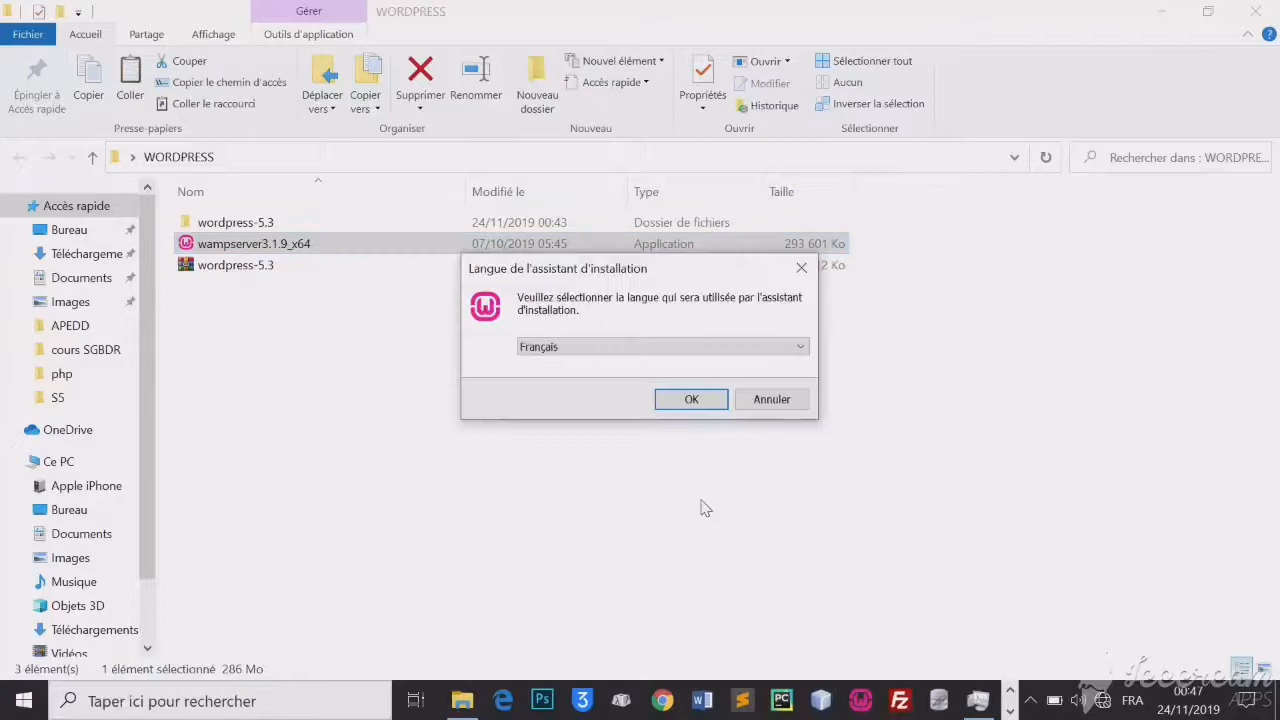 Gérer WORDPRESS
Fichier Accueil Partage Affichage Outils d'application
Épingler à Accès rapide
Copier
Coller
Couper
Copier le chemin d'accès
Coller le raccourci
Presse-papiers
Déplacer vers
Copier vers
Supprimer
Renommer
Organiser
Nouveau dossier
Nouvel élément
Accès rapide
Nouveau
Propriétés
Ouvrir
Modifier
Historique
Ouvrir
Sélectionner tout
Aucun
Inverser la sélection
Sélectionner
WORDPRESS
Rechercher dans : WORDPRE...
Nom Modifié le Type Taille
wordpress-5.3 24/11/2019 00:43 Dossier de fichiers
wampserver3.1.9_x64 07/10/2019 05:45 Application 293 601 Ko
wordpress-5.3 2 Ko
Accès rapide
Bureau
Téléchargeme
Documents
Images
APEDD
cours SGBDR
php
S5
OneDrive
Ce PC
Apple iPhone
Bureau
Documents
Images
Musique
Objets 3D
Téléchargements
Vidéos
Langue de l'assistant d'installation
Veuillez sélectionner la langue qui sera utilisée par l'assistant
d'installation.
Français
OK Annuler
3 élément(s) 1 élément sélectionné 286 Mo
Taper ici pour rechercher
FRA
00:47
24/11/2019
Icecream
APPS